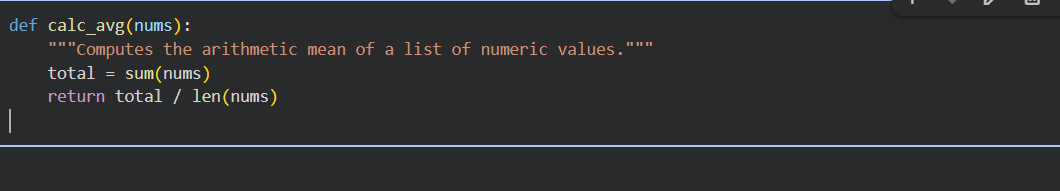 def calc_avg(nums):
    """Computes the arithmetic mean of a list of numeric values."""
    total = sum(nums)
    return total / len(nums)